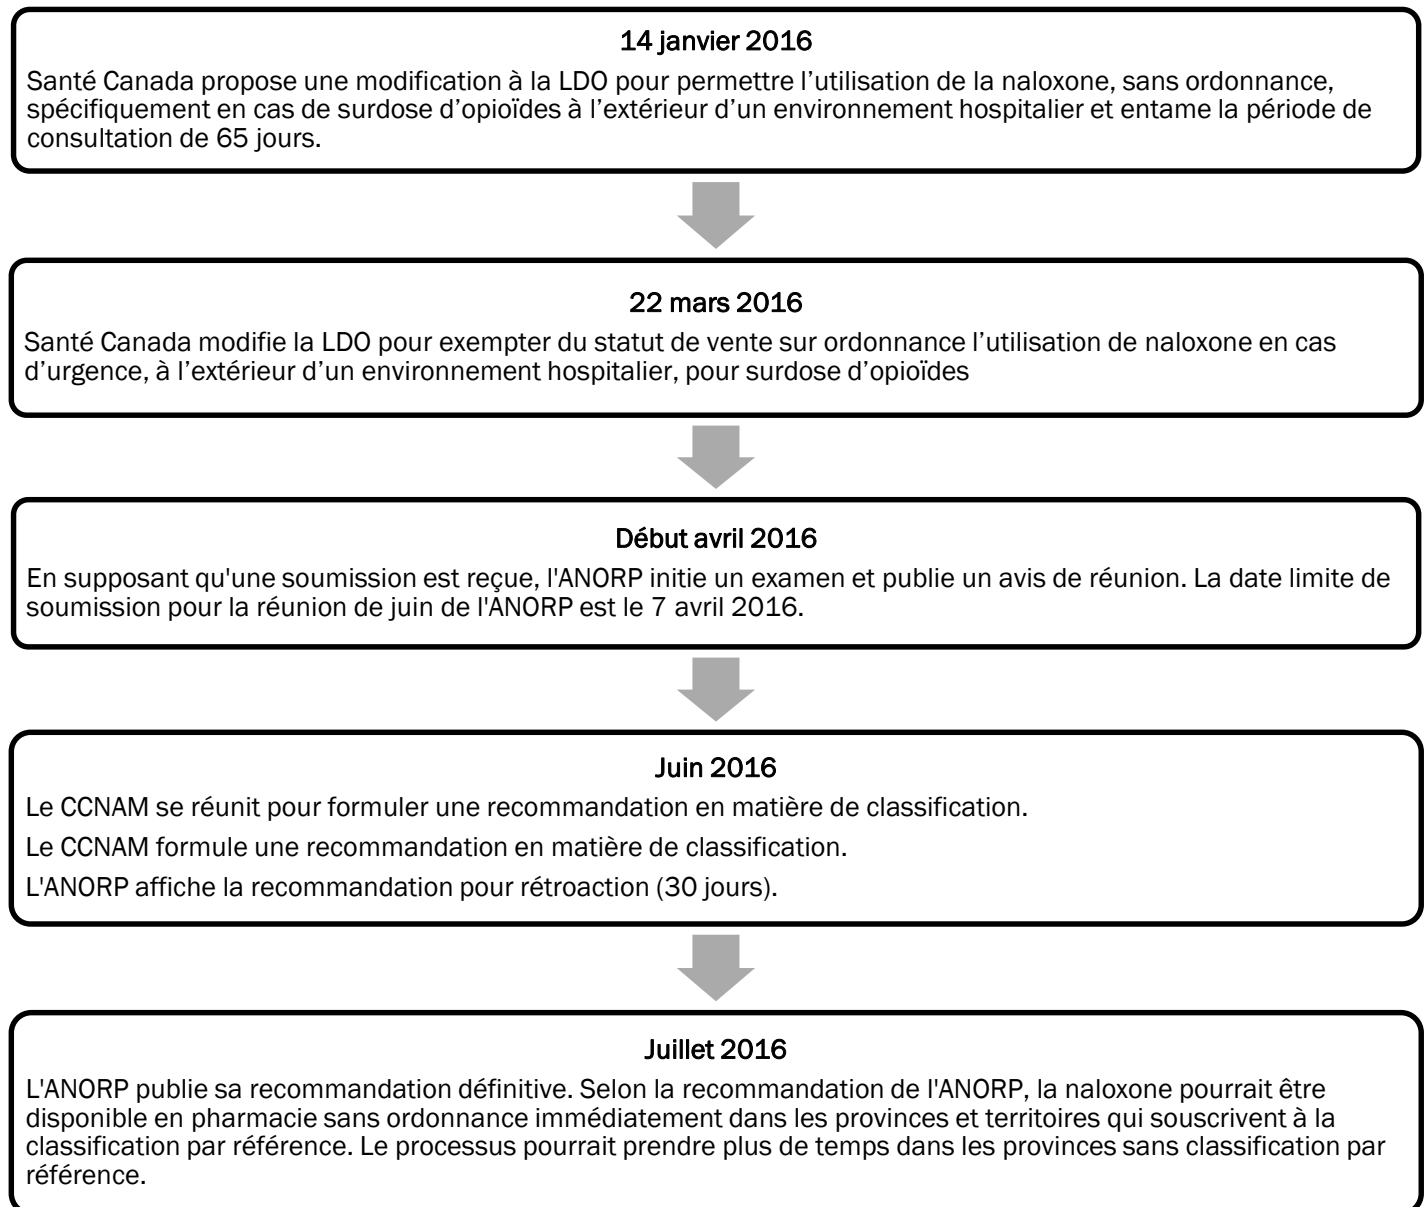 14 janvier 2016
Santé Canada propose une modification à la LDO pour permettre l’utilisation de la naloxone, sans ordonnance,
spécifiquement en cas de surdose d’opioïdes à l’extérieur d’un environnement hospitalier et entame la période de
consultation de 65 jours.
22 mars 2016
Santé Canada modifie la LDO pour exempter du statut de vente sur ordonnance l’utilisation de naloxone en cas
d’urgence, à l’extérieur d’un environnement hospitalier, pour surdose d’opioïdes
Début avril 2016
En supposant qu'une soumission est reçue, l'ANORP initie un examen et publie un avis de réunion. La date limite de
soumission pour la réunion de juin de l'ANORP est le 7 avril 2016.
Juin 2016
Le CCNAM se réunit pour formuler une recommandation en matière de classification.
Le CCNAM formule une recommandation en matière de classification.
L'ANORP affiche la recommandation pour rétroaction (30 jours).
Juillet 2016
L'ANORP publie sa recommandation définitive. Selon la recommandation de l'ANORP, la naloxone pourrait être
disponible en pharmacie sans ordonnance immédiatement dans les provinces et territoires qui souscrivent à la
classification par référence. Le processus pourrait prendre plus de temps dans les provinces sans classification par
référence.